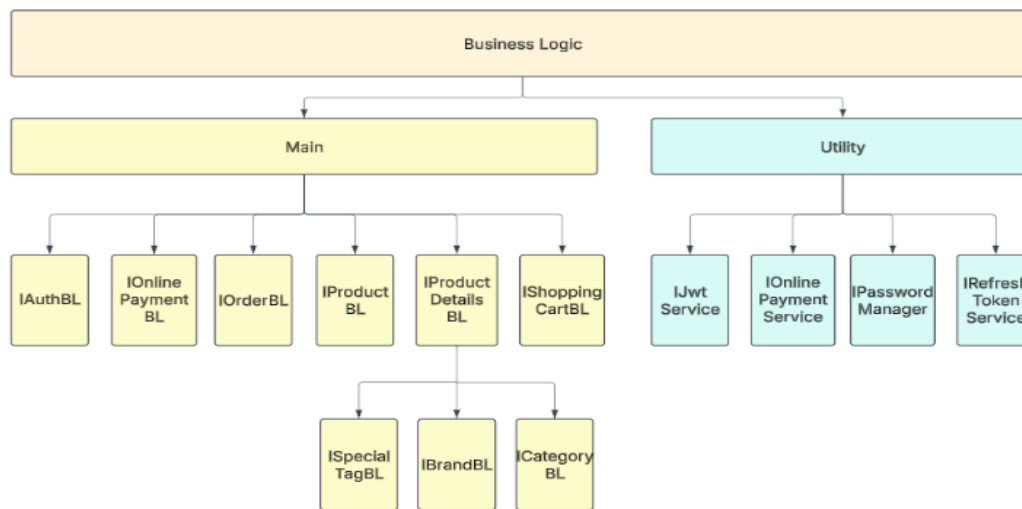 Business Logic
Main
Utility
IAuthBL
IOnline
Payment
BL
IOrderBL
IProduct
BL
IProduct
Details
BL
IShopping
CartBL
IJwt
Service
IOnline
Payment
Service
IPassword
Manager
IRefresh
Token
Service
ISpecial
TagBL
IBrandBL
ICategory
BL